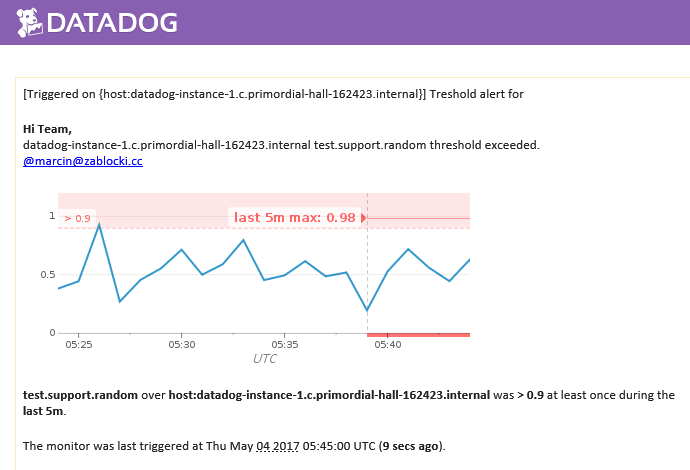 DATADOG
[Triggered on {host:datadog-instance-1.c.primordial-hall-162423.internal}] Treshold alert for
Hi Team,
datadog-instance-1.c.primordial-hall-162423.internal test.support.random threshold exceeded.
@marcin@zablocki.cc
1
> 0.9
last 5m max: 0.98
0.5
0
05:25
05:30
05:35
05:40
UTC
test.support.random over host:datadog-instance-1.c.primordial-hall-162423.internal was > 0.9 at least once during the
last 5m.
The monitor was last triggered at Thu May 04 2017 05:45:00 UTC (9 secs ago).